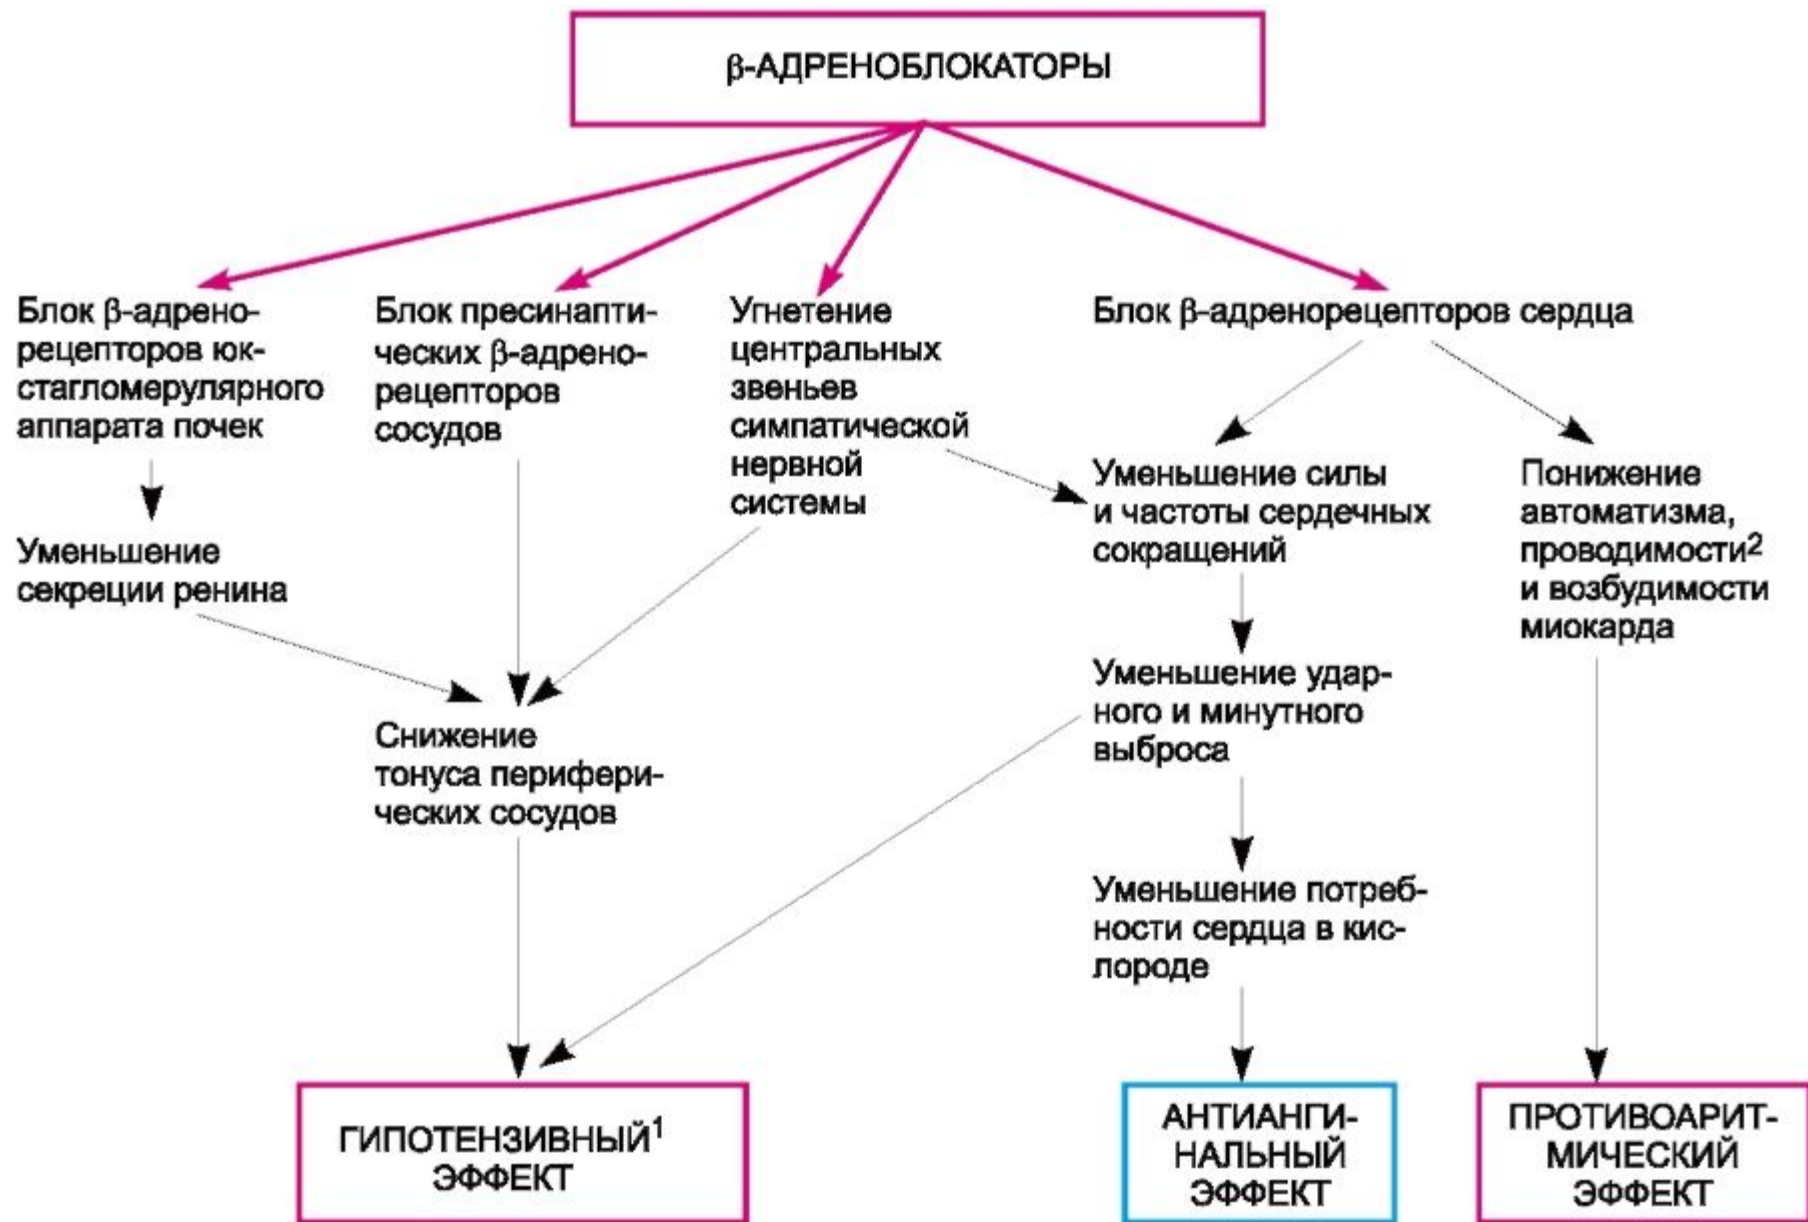 β-АДРЕНОБЛОКАТОРЫ
Блок β-адрено-
рецепторов юк-
стагломерулярного
аппарата почек
Блок пресинапти-
ческих β-адрено-
рецепторов
сосудов
Угнетение
центральных
звеньев
симпатической
нервной
системы
Блок β-адренорецепторов сердца
Уменьшение
секреции ренина
Уменьшение силы
и частоты сердечных
сокращений
Понижение
автоматизма,
проводимости2
и возбудимости
миокарда
Снижение
тонуса перифери-
ческих сосудов
Уменьшение удар-
ного и минутного
выброса
Уменьшение потреб-
ности сердца в кис-
лороде
ГИПОТЕНЗИВНЫЙ1
ЭФФЕКТ
АНТИАНГИ-
НАЛЬНЫЙ
ЭФФЕКТ
ПРОТИВОАРИТ-
МИЧЕСКИЙ
ЭФФЕКТ